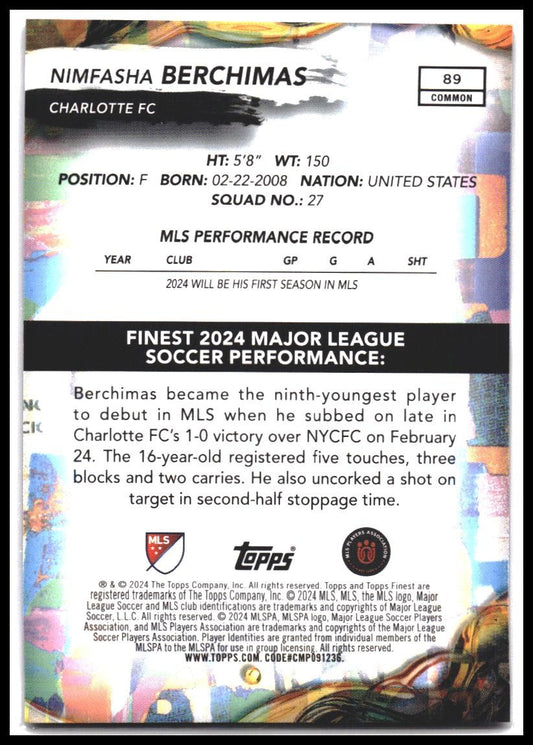 NIMFASHA BERCHIMAS
CHARLOTTE FC
89
COMMON
HT: 5'8" WT: 150
POSITION: F BORN: 02-22-2008 NATION: UNITED STATES
SQUAD NO.: 27
MLS PERFORMANCE RECORD
YEAR CLUB GP G A SHT
2024 WILL BE HIS FIRST SEASON IN MLS
FINEST 2024 MAJOR LEAGUE
SOCCER PERFORMANCE:
Berchimas became the ninth-youngest player
to debut in MLS when he subbed on late in
Charlotte FC's 1-0 victory over NYCFC on February
24. The 16-year-old registered five touches, three
blocks and two carries. He also uncorked a shot on
target in second-half stoppage time.
MLS
Topps
MLS PLAYERS ASSOCIATION
® & © 2024 The Topps Company, Inc. All rights reserved. Topps and Topps Finest are
registered trademarks of The Topps Company, Inc. © 2024 MLS, MLS, the MLS logo, Major
League Soccer and MLS club identifications are trademarks and copyrights of Major League
Soccer, L.L.C. All rights reserved. © 2024 MLSPA, MLSPA logo, Major League Soccer Players
Association, and MLS Players Association are trademarks and copyrights of the Major League
Soccer Players Association. Player Identities are granted from individual members of the
MLSPA to the MLSPA for use in group licensing.
WWW.TOPPS.COM. CODE#CMP091236.